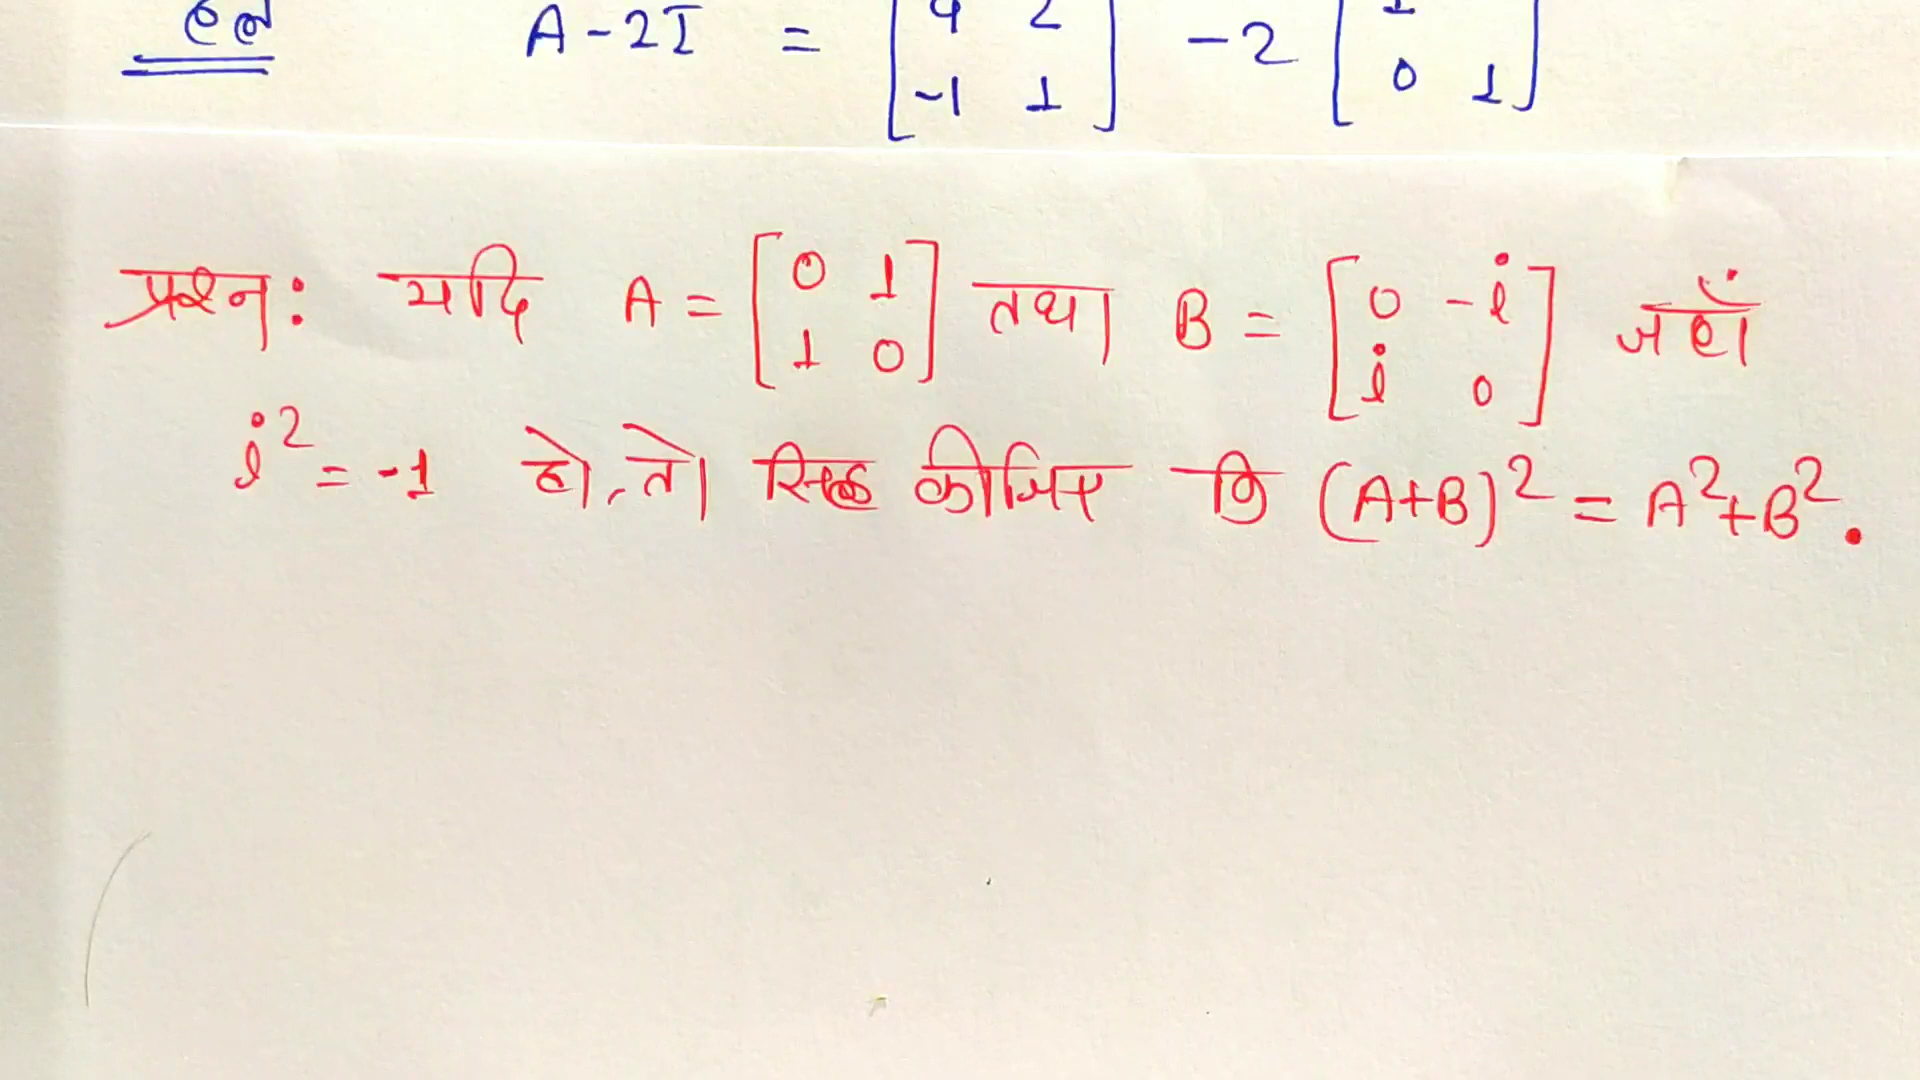 हल A - 2I = [4 2 -1 1] - 2 [1 0 1]
प्रश्न: यदि A = [0 1 1 0] तथा B = [0 -i i 0] जहाँ
i² = -1 हो, तो सिद्ध कीजिए कि (A+B)² = A²+B².